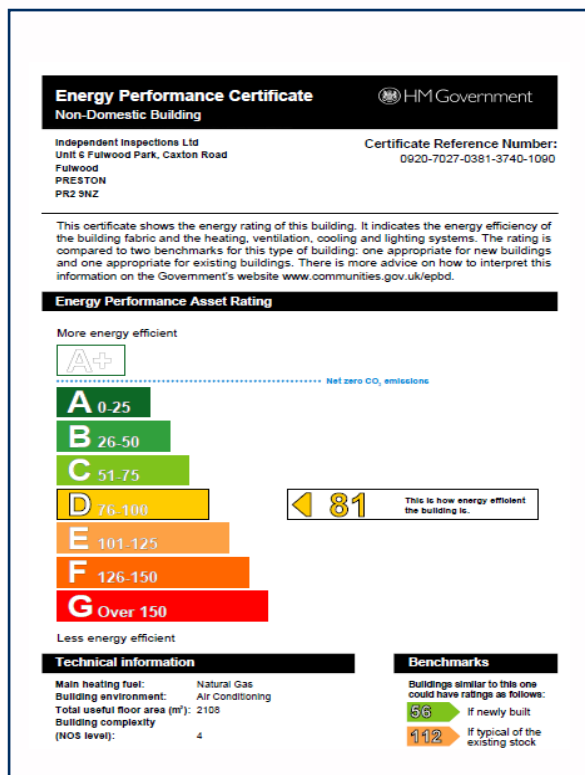 Energy Performance Certificate
HM Government
Non-Domestic Building
Independent Inspections Ltd
Unit 6 Fulwood Park, Caxton Road
Fulwood
PRESTON
PR2 9NZ
Certificate Reference Number:
0920-7027-0381-3740-1090
This certificate shows the energy rating of this building. It indicates the energy efficiency of
the building fabric and the heating, ventilation, cooling and lighting systems. The rating is
compared to two benchmarks for this type of building: one appropriate for new buildings
and one appropriate for existing buildings. There is more advice on how to interpret this
information on the Government's website www.communities.gov.uk/epbd.
Energy Performance Asset Rating
More energy efficient
A+
Net zero CO₂ emissions
A 0-25
B 26-50
C 51-75
D 76-100
81
This is how energy efficient
the building is.
E 101-125
F 126-150
G Over 150
Less energy efficient
Technical information
Main heating fuel: Natural Gas
Building environment: Air Conditioning
Total useful floor area (m²): 2108
Building complexity
(NOS level): 4
Benchmarks
Buildings similar to this one
could have ratings as follows:
56 If newly built
112 If typical of the
existing stock